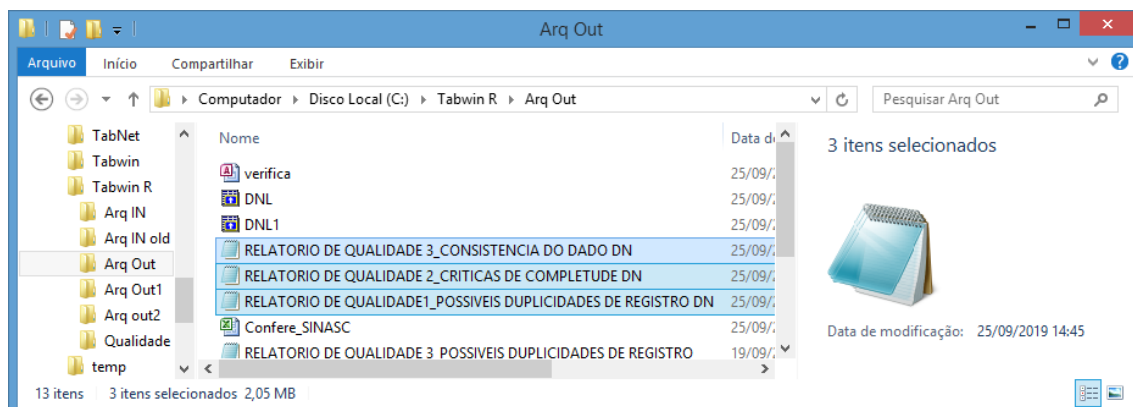 Arq Out
Arquivo Início Compartilhar Exibir
Computador Disco Local (C:) Tabwin R Arq Out
Pesquisar Arq Out
TabNet
Tabwin
Tabwin R
Arq IN
Arq IN old
Arq Out
Arq Out1
Arq out2
Qualidade
temp
Nome Data d
verifica 25/09/
DNL 25/09/
DNL1 25/09/
RELATORIO DE QUALIDADE 3_CONSISTENCIA DO DADO DN 25/09/
RELATORIO DE QUALIDADE 2_CRITICAS DE COMPLETUDE DN 25/09/
RELATORIO DE QUALIDADE1_POSSIVEIS DUPLICIDADES DE REGISTRO DN 25/09/
Confere_SINASC 25/09/
RELATORIO DE QUALIDADE 3_POSSIVEIS DUPLICIDADES DE REGISTRO 19/09/
3 itens selecionados
Data de modificação: 25/09/2019 14:45
13 itens 3 itens selecionados 2,05 MB